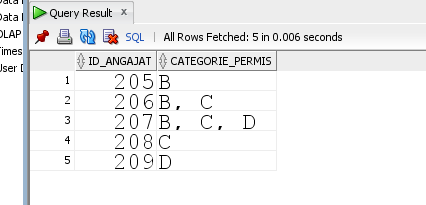 Data
Query Result
SQL | All Rows Fetched: 5 in 0.006 seconds
OLAP
Times
User D
ID_ANGAJAT CATEGORIE_PERMIS
1 205 B
2 206 B, C
3 207 B, C, D
4 208 C
5 209 D